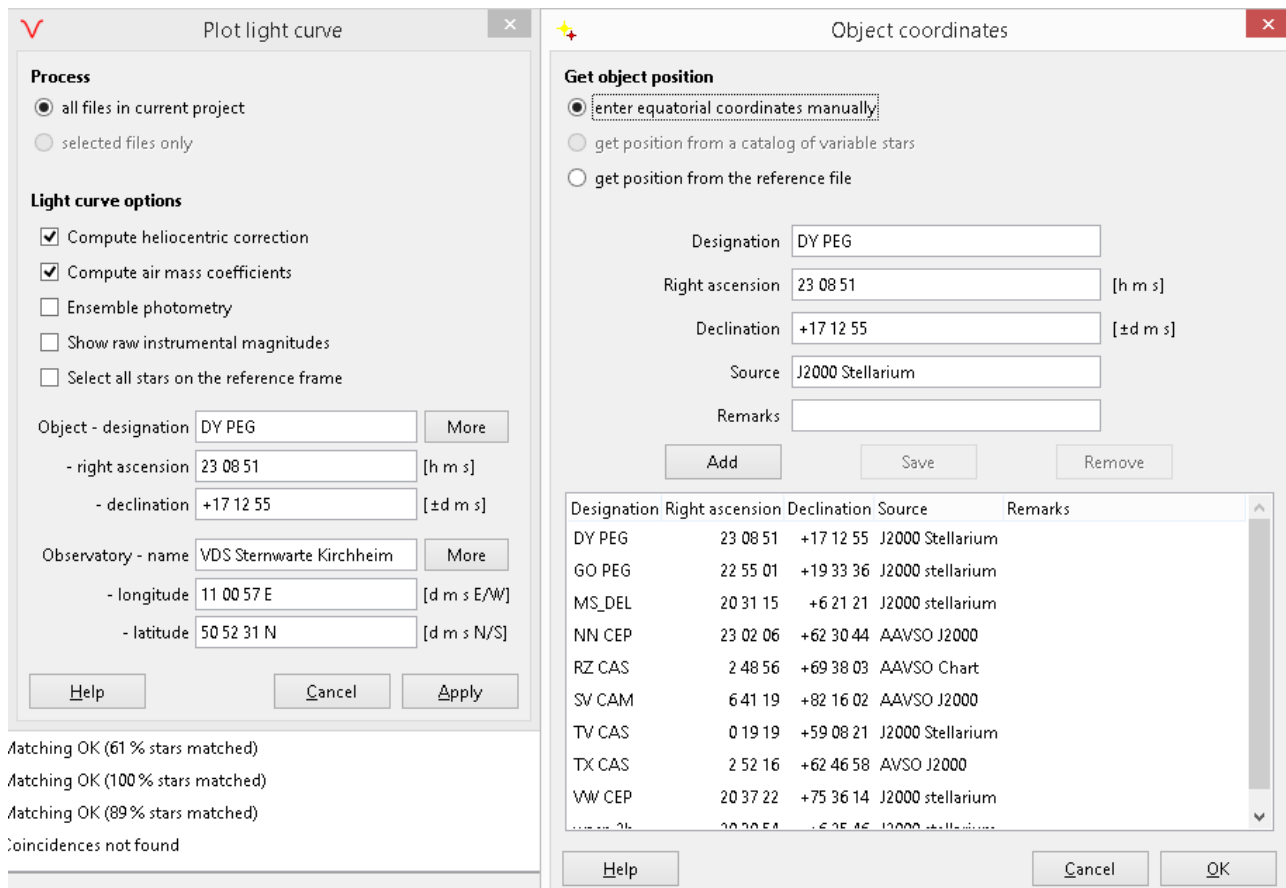 Plot light curve
Process
all files in current project
selected files only
Light curve options
Compute heliocentric correction
Compute air mass coefficients
Ensemble photometry
Show raw instrumental magnitudes
Select all stars on the reference frame
Object - designation DY PEG More
- right ascension 23 08 51 [h m s]
- declination +17 12 55 [±d m s]
Observatory - name VDS Sternwarte Kirchheim More
- longitude 11 00 57 E [d m s E/W]
- latitude 50 52 31 N [d m s N/S]
Help Cancel Apply
Matching OK (61 % stars matched)
Matching OK (100 % stars matched)
Matching OK (89 % stars matched)
Coincidences not found
Object coordinates
Get object position
enter equatorial coordinates manually
get position from a catalog of variable stars
get position from the reference file
Designation DY PEG
Right ascension 23 08 51 [h m s]
Declination +17 12 55 [±d m s]
Source J2000 Stellarium
Remarks
Add Save Remove
Designation Right ascension Declination Source Remarks
DY PEG 23 08 51 +17 12 55 J2000 Stellarium
GO PEG 22 55 01 +19 33 36 J2000 stellarium
MS_DEL 20 31 15 +6 21 21 J2000 stellarium
NN CEP 23 02 06 +62 30 44 AAVSO J2000
RZ CAS 2 48 56 +69 38 03 AAVSO Chart
SV CAM 6 41 19 +82 16 02 AAVSO J2000
TV CAS 0 19 19 +59 08 21 J2000 Stellarium
TX CAS 2 52 16 +62 46 58 AVSO J2000
VW CEP 20 37 22 +75 36 14 J2000 stellarium
J2000 stellarium
Help Cancel OK